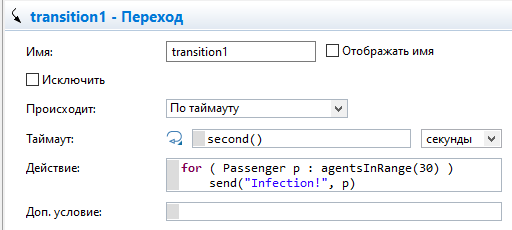 transition1 - Переход
Имя: transition1 Отображать имя
Исключить
Происходит: По таймауту
Таймаут: second() секунды
Действие: for ( Passenger p : agentsInRange(30) )
send("Infection!", p)
Доп. условие: